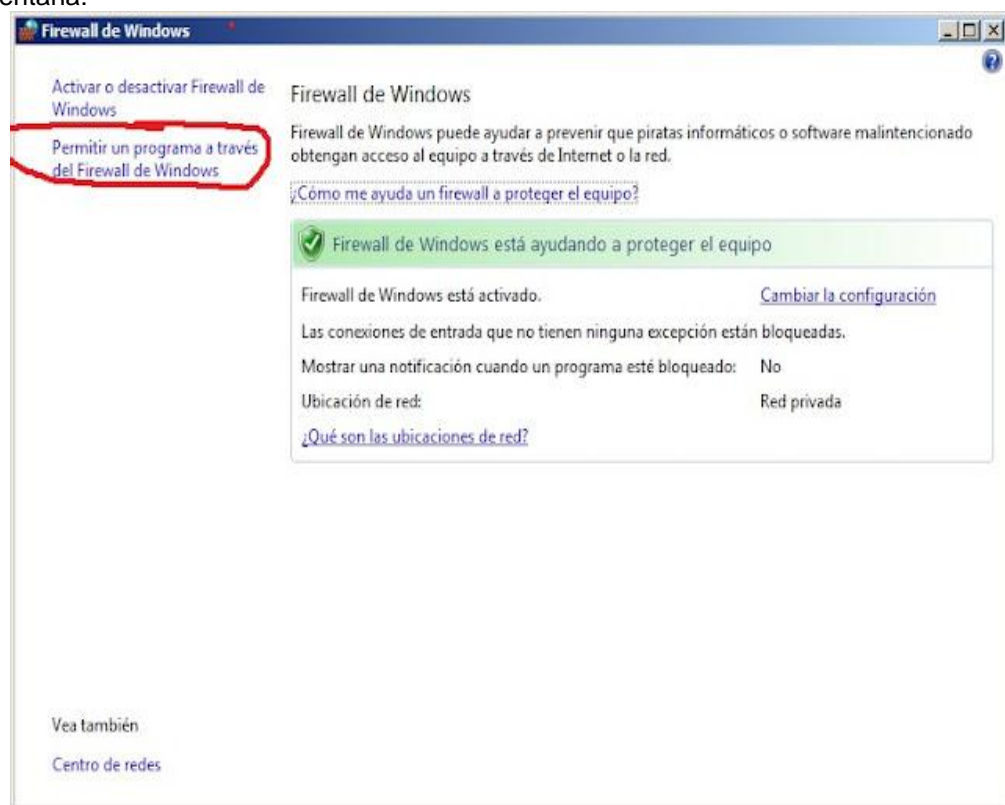 Firewall de Windows
Activar o desactivar Firewall de
Windows
Permitir un programa a través
del Firewall de Windows
Firewall de Windows
Firewall de Windows puede ayudar a prevenir que piratas informáticos o software malintencionado
obtengan acceso al equipo a través de Internet o la red.
¿Cómo me ayuda un firewall a proteger el equipo?
Firewall de Windows está ayudando a proteger el equipo
Firewall de Windows está activado. Cambiar la configuración
Las conexiones de entrada que no tienen ninguna excepción están bloqueadas.
Mostrar una notificación cuando un programa esté bloqueado: No
Ubicación de red: Red privada
¿Qué son las ubicaciones de red?
Vea también
Centro de redes